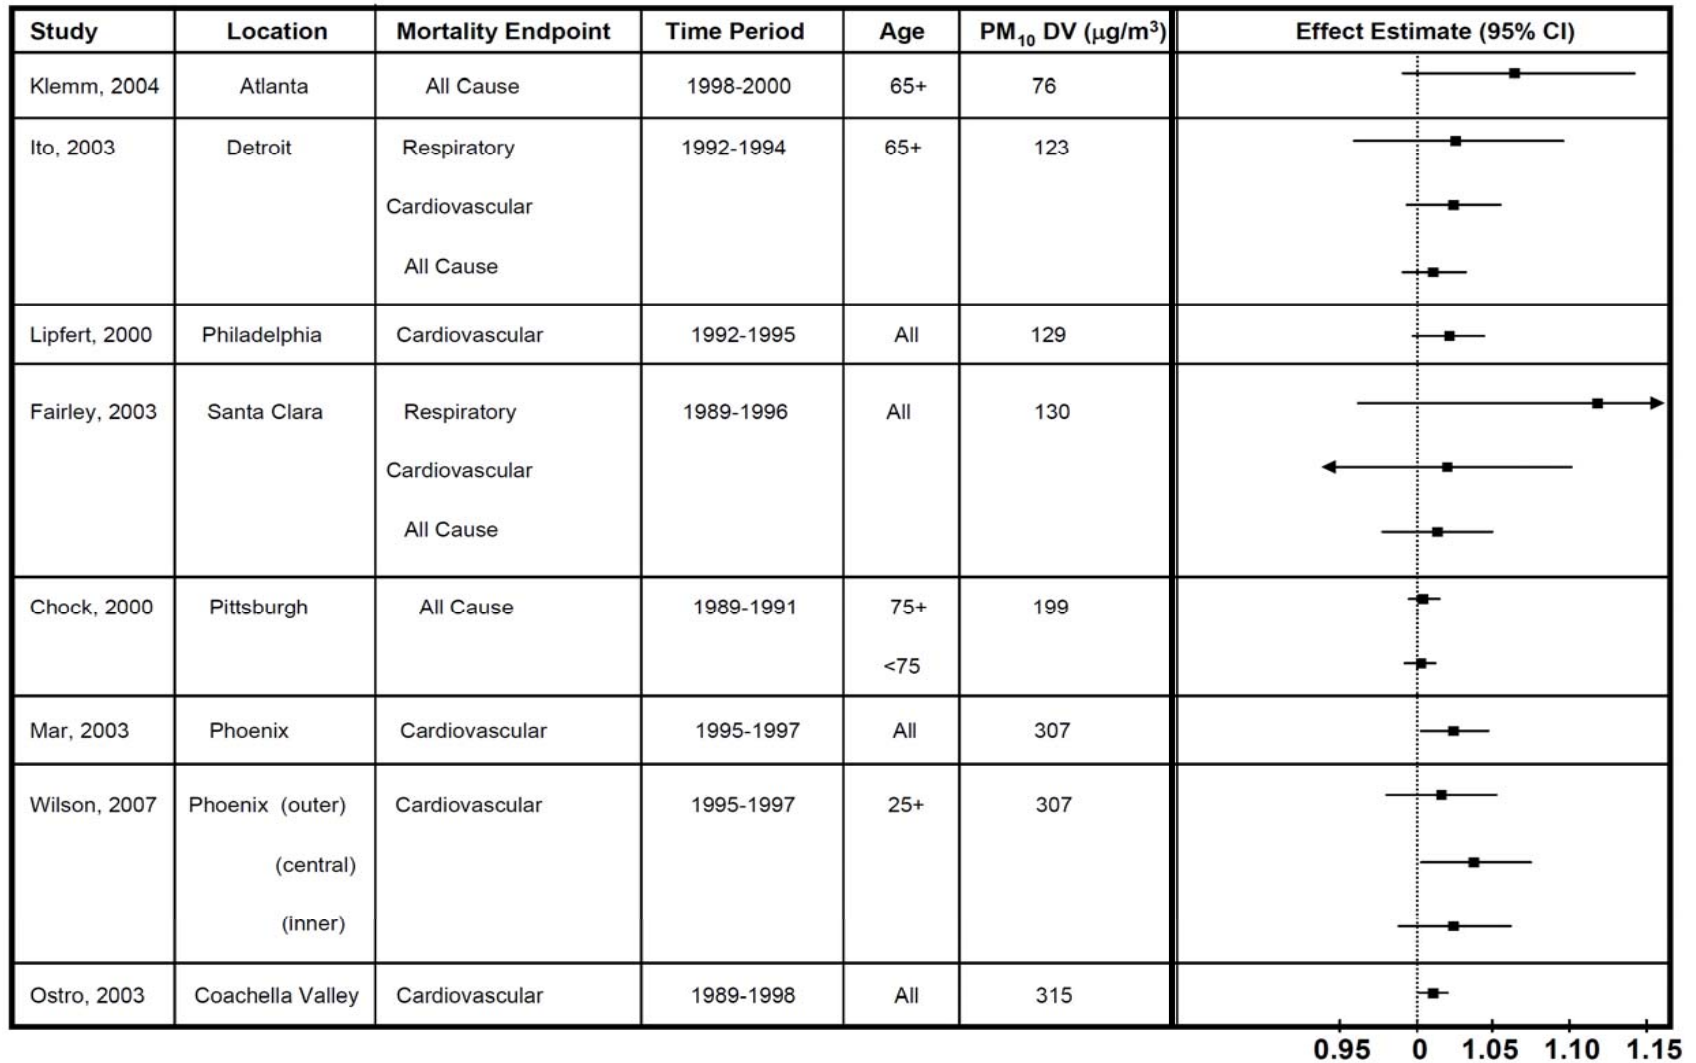 Study Location Mortality Endpoint Time Period Age PM10 DV (µg/m³) Effect Estimate (95% CI)
Klemm, 2004 Atlanta All Cause 1998-2000 65+ 76
Ito, 2003 Detroit Respiratory 1992-1994 65+ 123
Cardiovascular
All Cause
Lipfert, 2000 Philadelphia Cardiovascular 1992-1995 All 129
Fairley, 2003 Santa Clara Respiratory 1989-1996 All 130
Cardiovascular
All Cause
Chock, 2000 Pittsburgh All Cause 1989-1991 75+ 199
<75
Mar, 2003 Phoenix Cardiovascular 1995-1997 All 307
Wilson, 2007 Phoenix (outer) Cardiovascular 1995-1997 25+ 307
(central)
(inner)
Ostro, 2003 Coachella Valley Cardiovascular 1989-1998 All 315
0.95 0 1.05 1.10 1.15